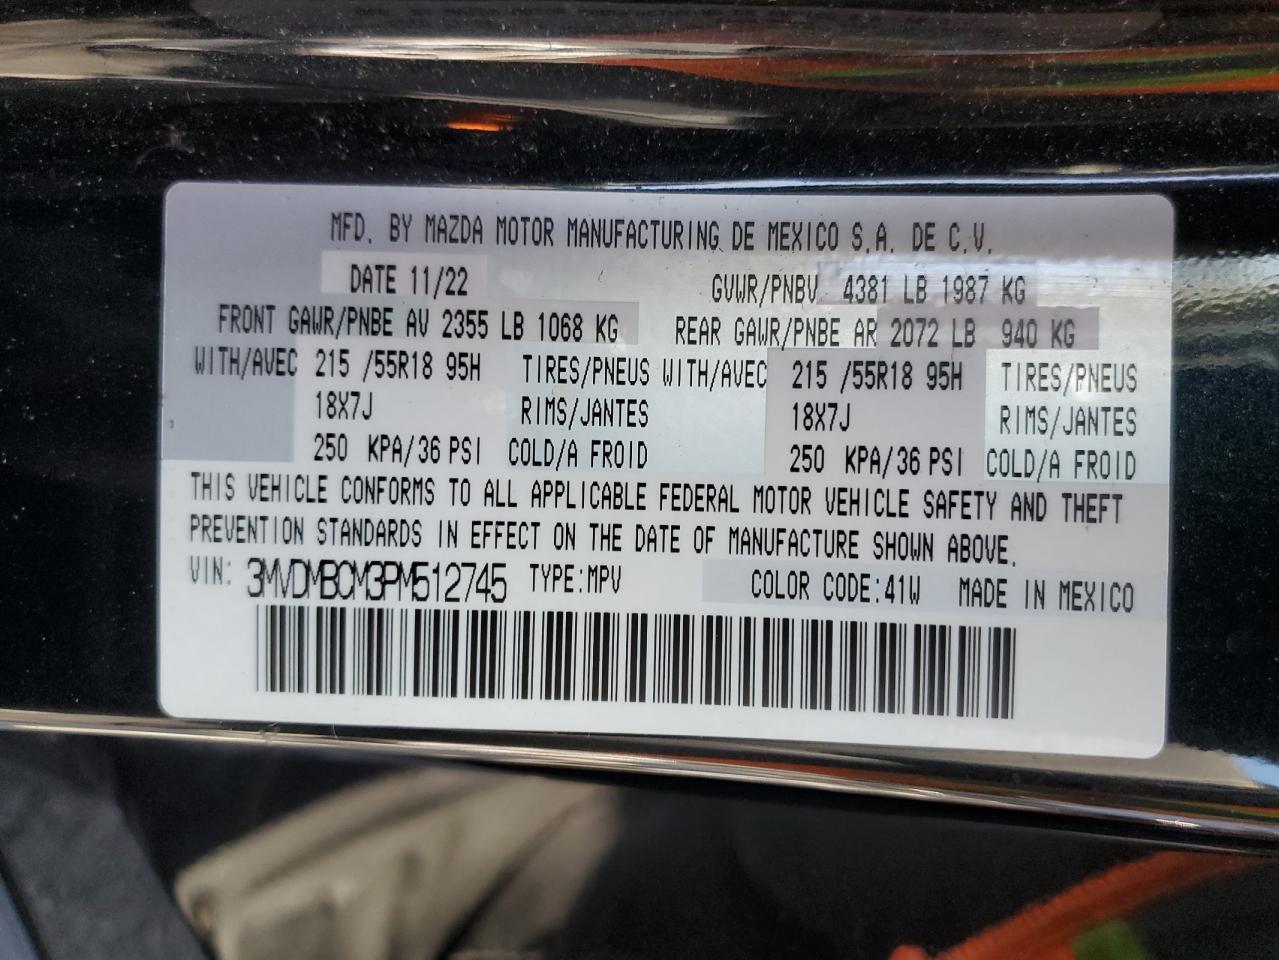 MFD. BY MAZDA MOTOR MANUFACTURING DE MEXICO S.A. DE C.V.
DATE 11/22 GVWR/PNBV 4381 LB 1987 KG
FRONT GAWR/PNBE AV 2355 LB 1068 KG REAR GAWR/PNBE AR 2072 LB 940 KG
WITH/AVEC 215 /55R18 95H TIRES/PNEUS WITH/AVEC 215 /55R18 95H TIRES/PNEUS
18X7J RIMS/JANTES 18X7J RIMS/JANTES
250 KPA/36 PSI COLD/A FROID 250 KPA/36 PSI COLD/A FROID
THIS VEHICLE CONFORMS TO ALL APPLICABLE FEDERAL MOTOR VEHICLE SAFETY AND THEFT
PREVENTION STANDARDS IN EFFECT ON THE DATE OF MANUFACTURE SHOWN ABOVE.
VIN: 3MVDMBCM3PM512745 TYPE:MPV COLOR CODE:41W MADE IN MEXICO